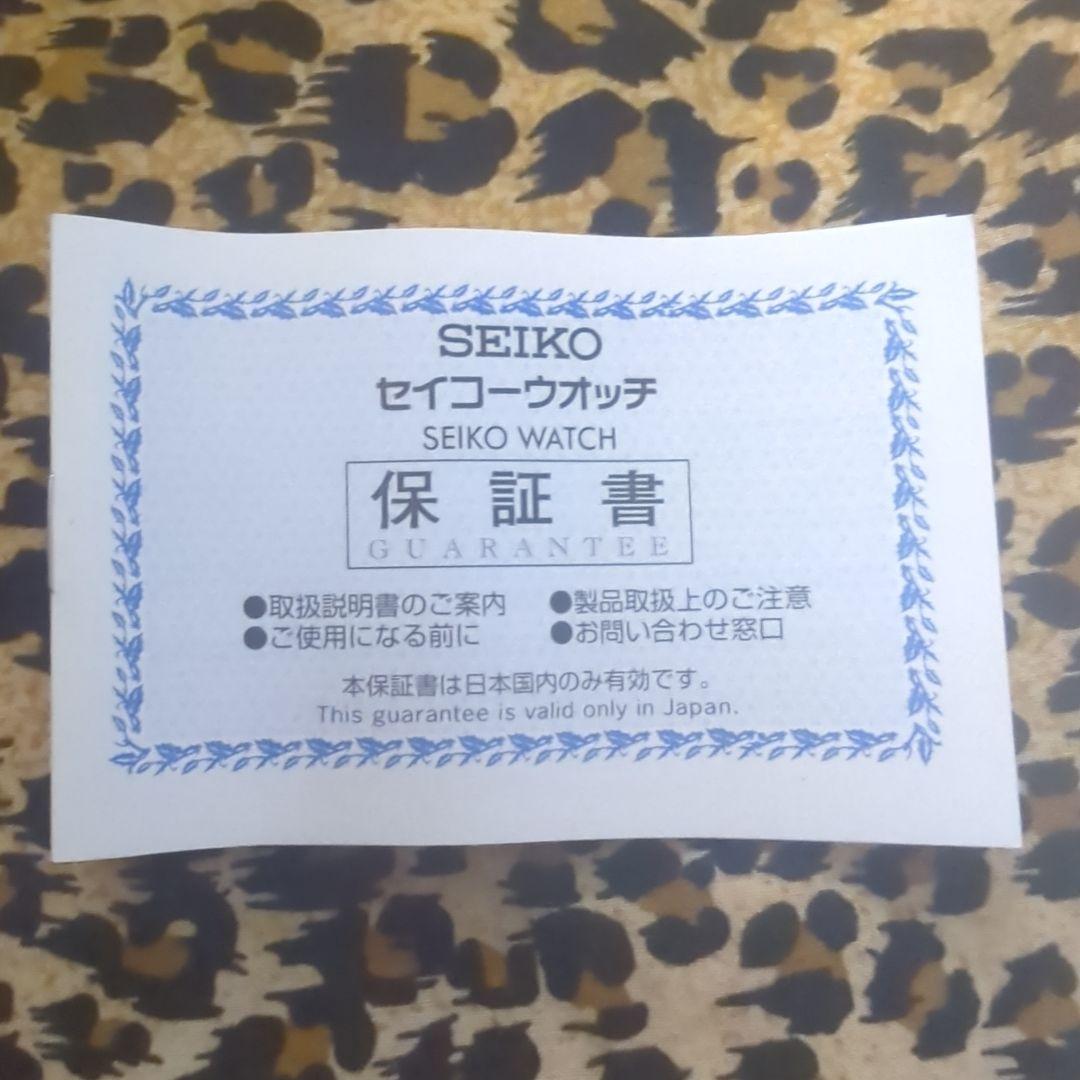 SEIKO
セイコーウオッチ
SEIKO WATCH
保証書
GUARANTEE
●取扱説明書のご案内 ●製品取扱上のご注意
●ご使用になる前に ●お問い合わせ窓口
本保証書は日本国内のみ有効です。
This guarantee is valid only in Japan.